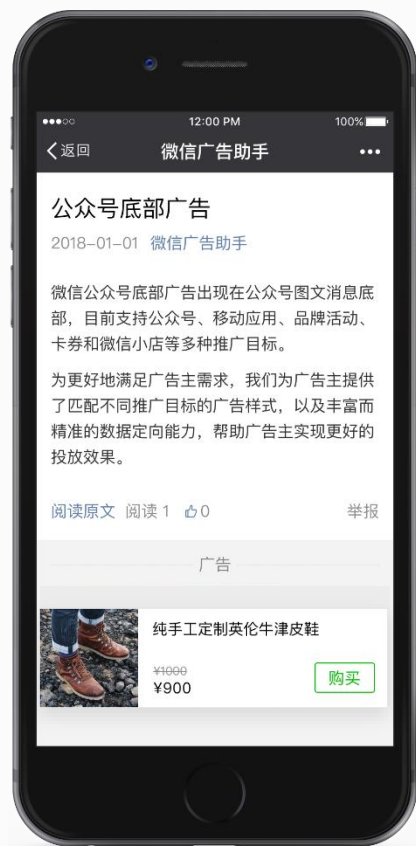 12:00 PM
100%
返回
微信广告助手
公众号底部广告
2018-01-01 微信广告助手
微信公众号底部广告出现在公众号图文消息底
部，目前支持公众号、移动应用、品牌活动、
卡券和微信小店等多种推广目标。
为更好地满足广告主需求，我们为广告主提供
了匹配不同推广目标的广告样式，以及丰富而
精准的数据定向能力，帮助广告主实现更好的
投放效果。
阅读原文 阅读 1 0
举报
广告
纯手工定制英伦牛津皮鞋
¥1000
¥900
购买